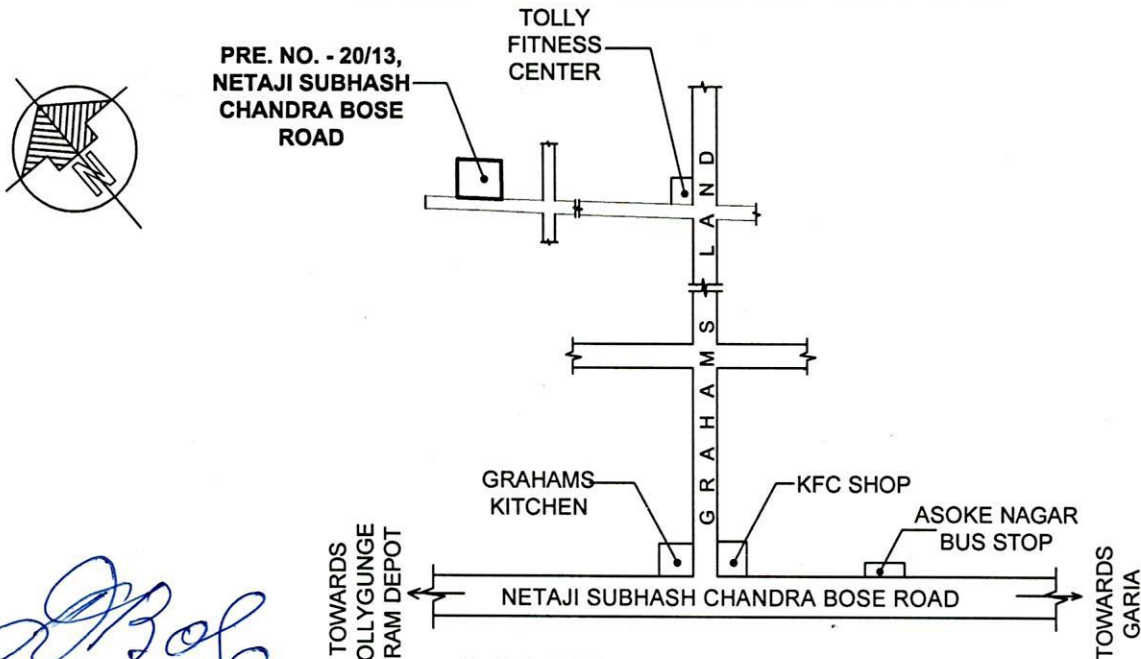 TOLLY
FITNESS
CENTER
PRE. NO. - 20/13,
NETAJI SUBHASH
CHANDRA BOSE
ROAD
N
GRAHAMS LAND
GRAHAMS
KITCHEN
KFC SHOP
ASOKE NAGAR
BUS STOP
TOWARDS
OLLYGUNGE
RAM DEPOT
NETAJI SUBHASH CHANDRA BOSE ROAD
TOWARDS
GARIA